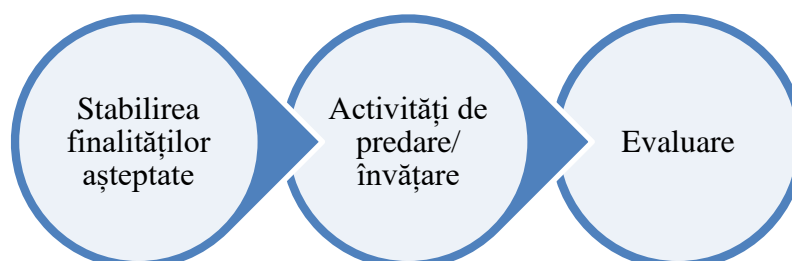 Stabilirea
finalităților
așteptate
Activități de
predare/
învățare
Evaluare